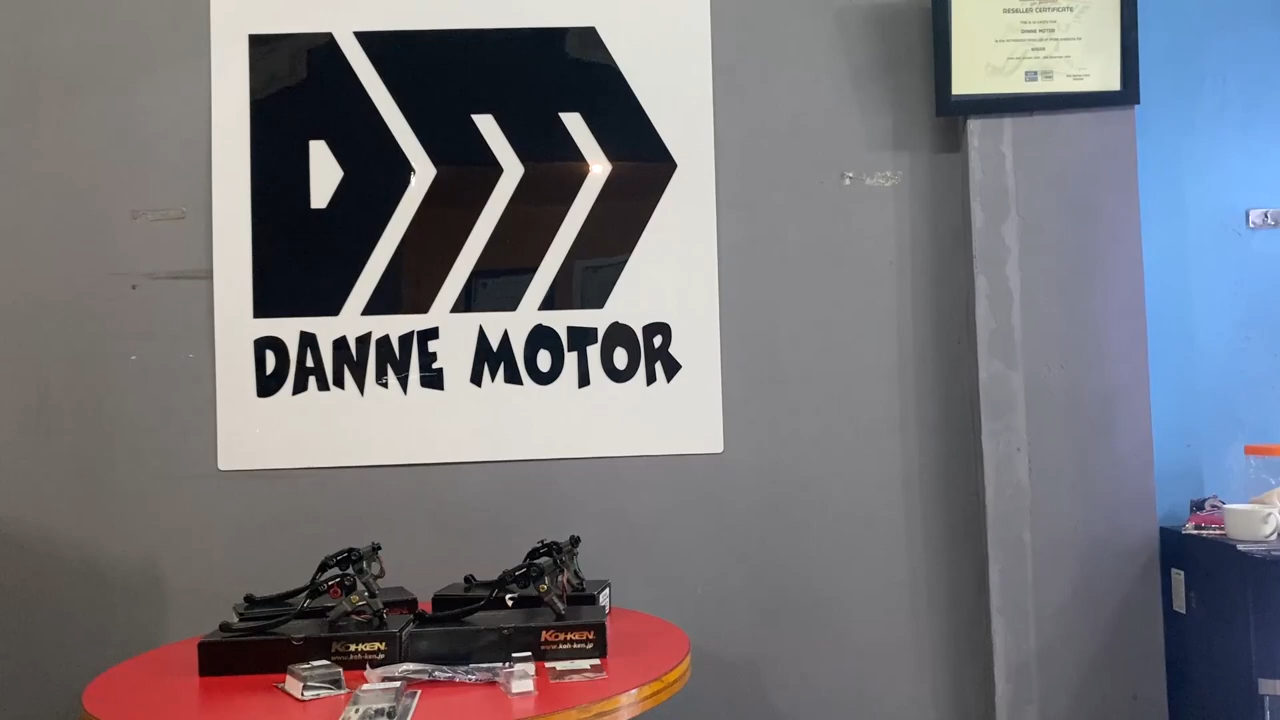 RESELLER CERTIFICATE
DANNE MOTOR
DANNE MOTOR
KOHKEN
www.koh-ken.jp
KOHKEN
www.koh-ken.jp